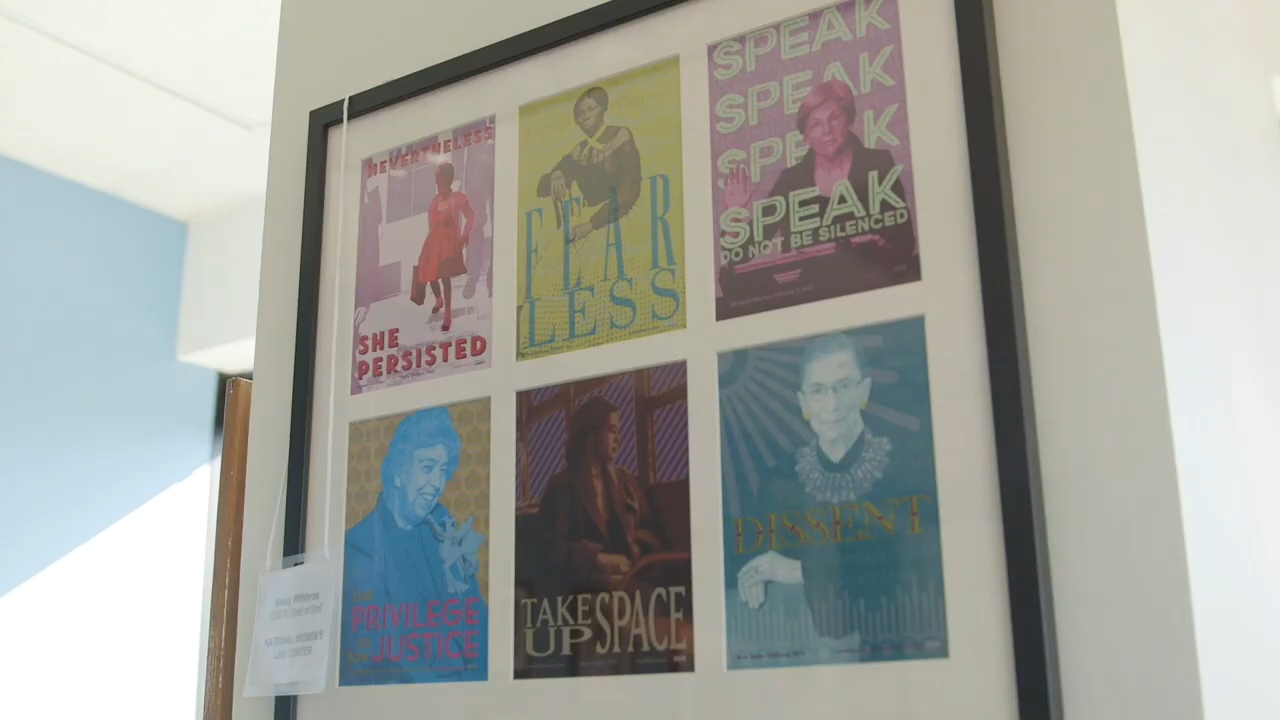 NEVERTHELESS
SHE
PERSISTED
FEAR
LESS
SPEAK
SPEAK
SPEAK
SPEAK
DO NOT BE SILENCED
PRIVILEGE
JUSTICE
TAKE
UP SPACE
DISSENT
NATIONAL WOMEN'S
LAW CENTER